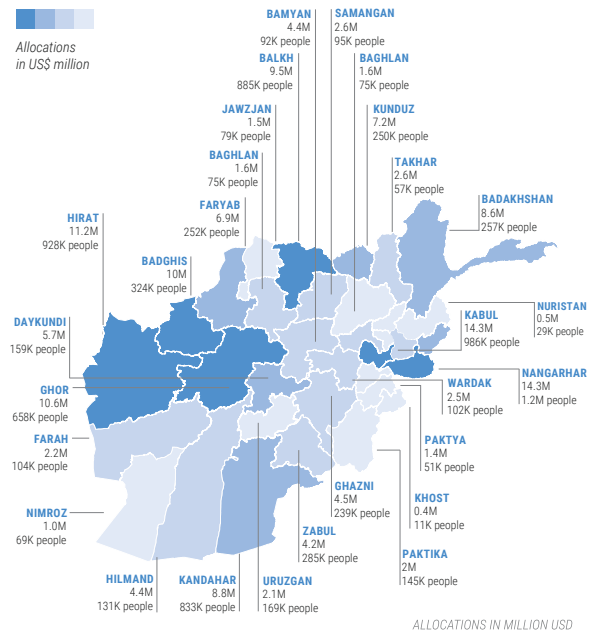 Allocations
in US$ million
BAMYAN
4.4M
92K people
SAMANGAN
2.6M
95K people
BALKH
9.5M
885K people
BAGHLAN
1.6M
75K people
JAWZJAN
1.5M
79K people
KUNDUZ
7.2M
250K people
BAGHLAN
1.6M
75K people
TAKHAR
2.6M
57K people
FARYAB
6.9M
252K people
BADAKHSHAN
8.6M
257K people
HIRAT
11.2M
928K people
BADGHIS
10M
324K people
NURISTAN
0.5M
29K people
KABUL
14.3M
986K people
DAYKUNDI
5.7M
159K people
NANGARHAR
14.3M
1.2M people
GHOR
10.6M
658K people
WARDAK
2.5M
102K people
FARAH
2.2M
104K people
PAKTYA
1.4M
51K people
GHAZNI
4.5M
239K people
KHOST
0.4M
11K people
NIMROZ
1.0M
69K people
ZABUL
4.2M
285K people
PAKTIKA
2M
145K people
HILMAND
4.4M
131K people
KANDAHAR
8.8M
833K people
URUZGAN
2.1M
169K people
ALLOCATIONS IN MILLION USD